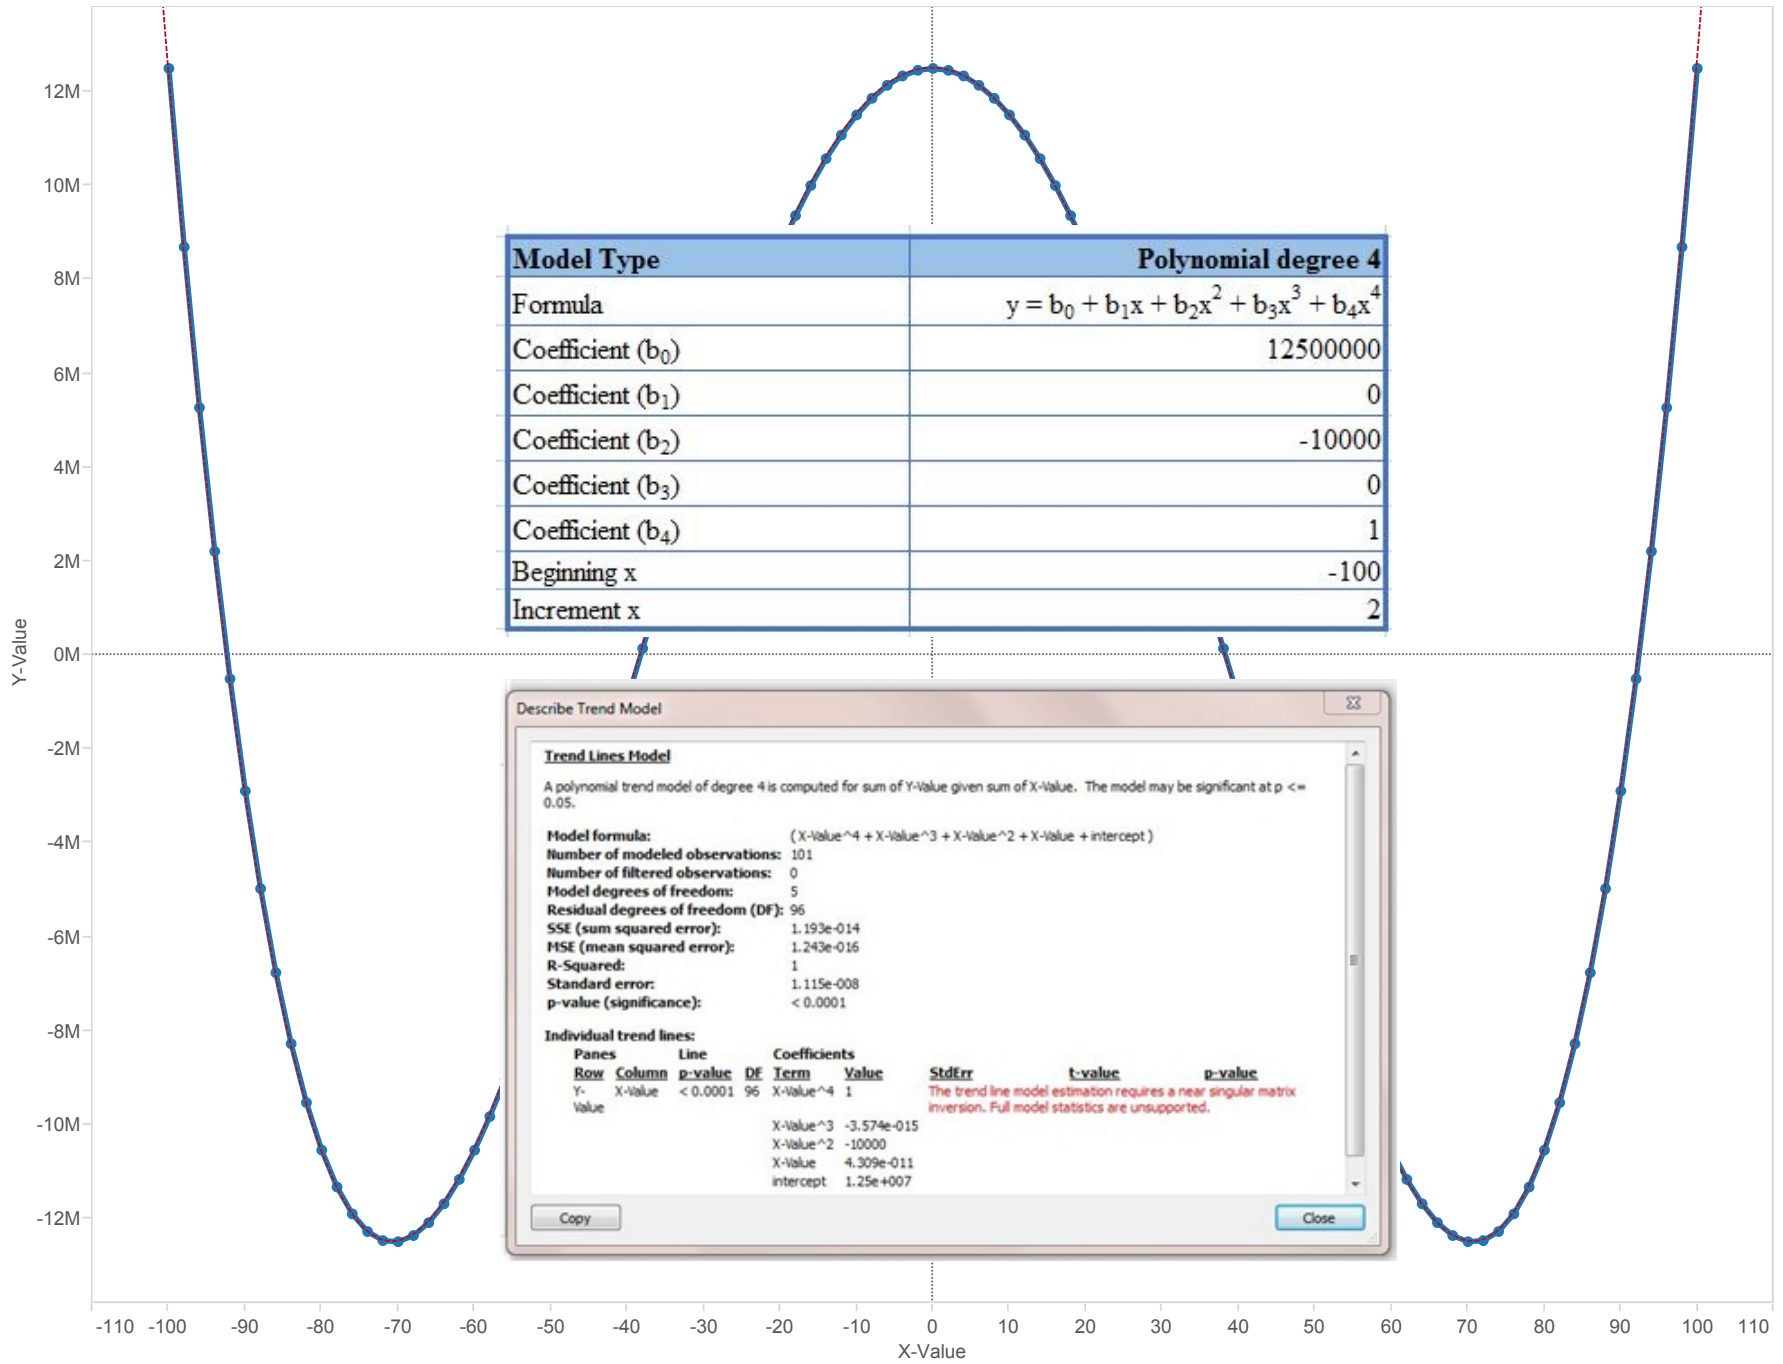 12M
10M
8M
6M
4M
2M
0M
-2M
-4M
-6M
-8M
-10M
-12M
Y-Value
Model Type Polynomial degree 4
Formula y = b₀ + b₁x + b₂x² + b₃x³ + b₄x⁴
Coefficient (b₀) 12500000
Coefficient (b₁) 0
Coefficient (b₂) -10000
Coefficient (b₃) 0
Coefficient (b₄) 1
Beginning x -100
Increment x 2
Describe Trend Model
Trend Lines Model
A polynomial trend model of degree 4 is computed for sum of Y-Value given sum of X-Value. The model may be significant at p <=
0.05.
Model formula: ( X-Value^4 + X-Value^3 + X-Value^2 + X-Value + intercept )
Number of modeled observations: 101
Number of filtered observations: 0
Model degrees of freedom: 5
Residual degrees of freedom (DF): 96
SSE (sum squared error): 1.193e-014
MSE (mean squared error): 1.243e-016
R-Squared: 1
Standard error: 1.115e-008
p-value (significance): < 0.0001
Individual trend lines:
Panes Line Coefficients
Row Column p-value DF Term Value StdErr t-value p-value
Y- X-Value < 0.0001 96 X-Value^4 1 The trend line model estimation requires a near singular matrix
Value inversion. Full model statistics are unsupported.
X-Value^3 -3.574e-015
X-Value^2 -10000
X-Value 4.309e-011
intercept 1.25e+007
Copy Close
-110 -100 -90 -80 -70 -60 -50 -40 -30 -20 -10 0 10 20 30 40 50 60 70 80 90 100 110
X-Value